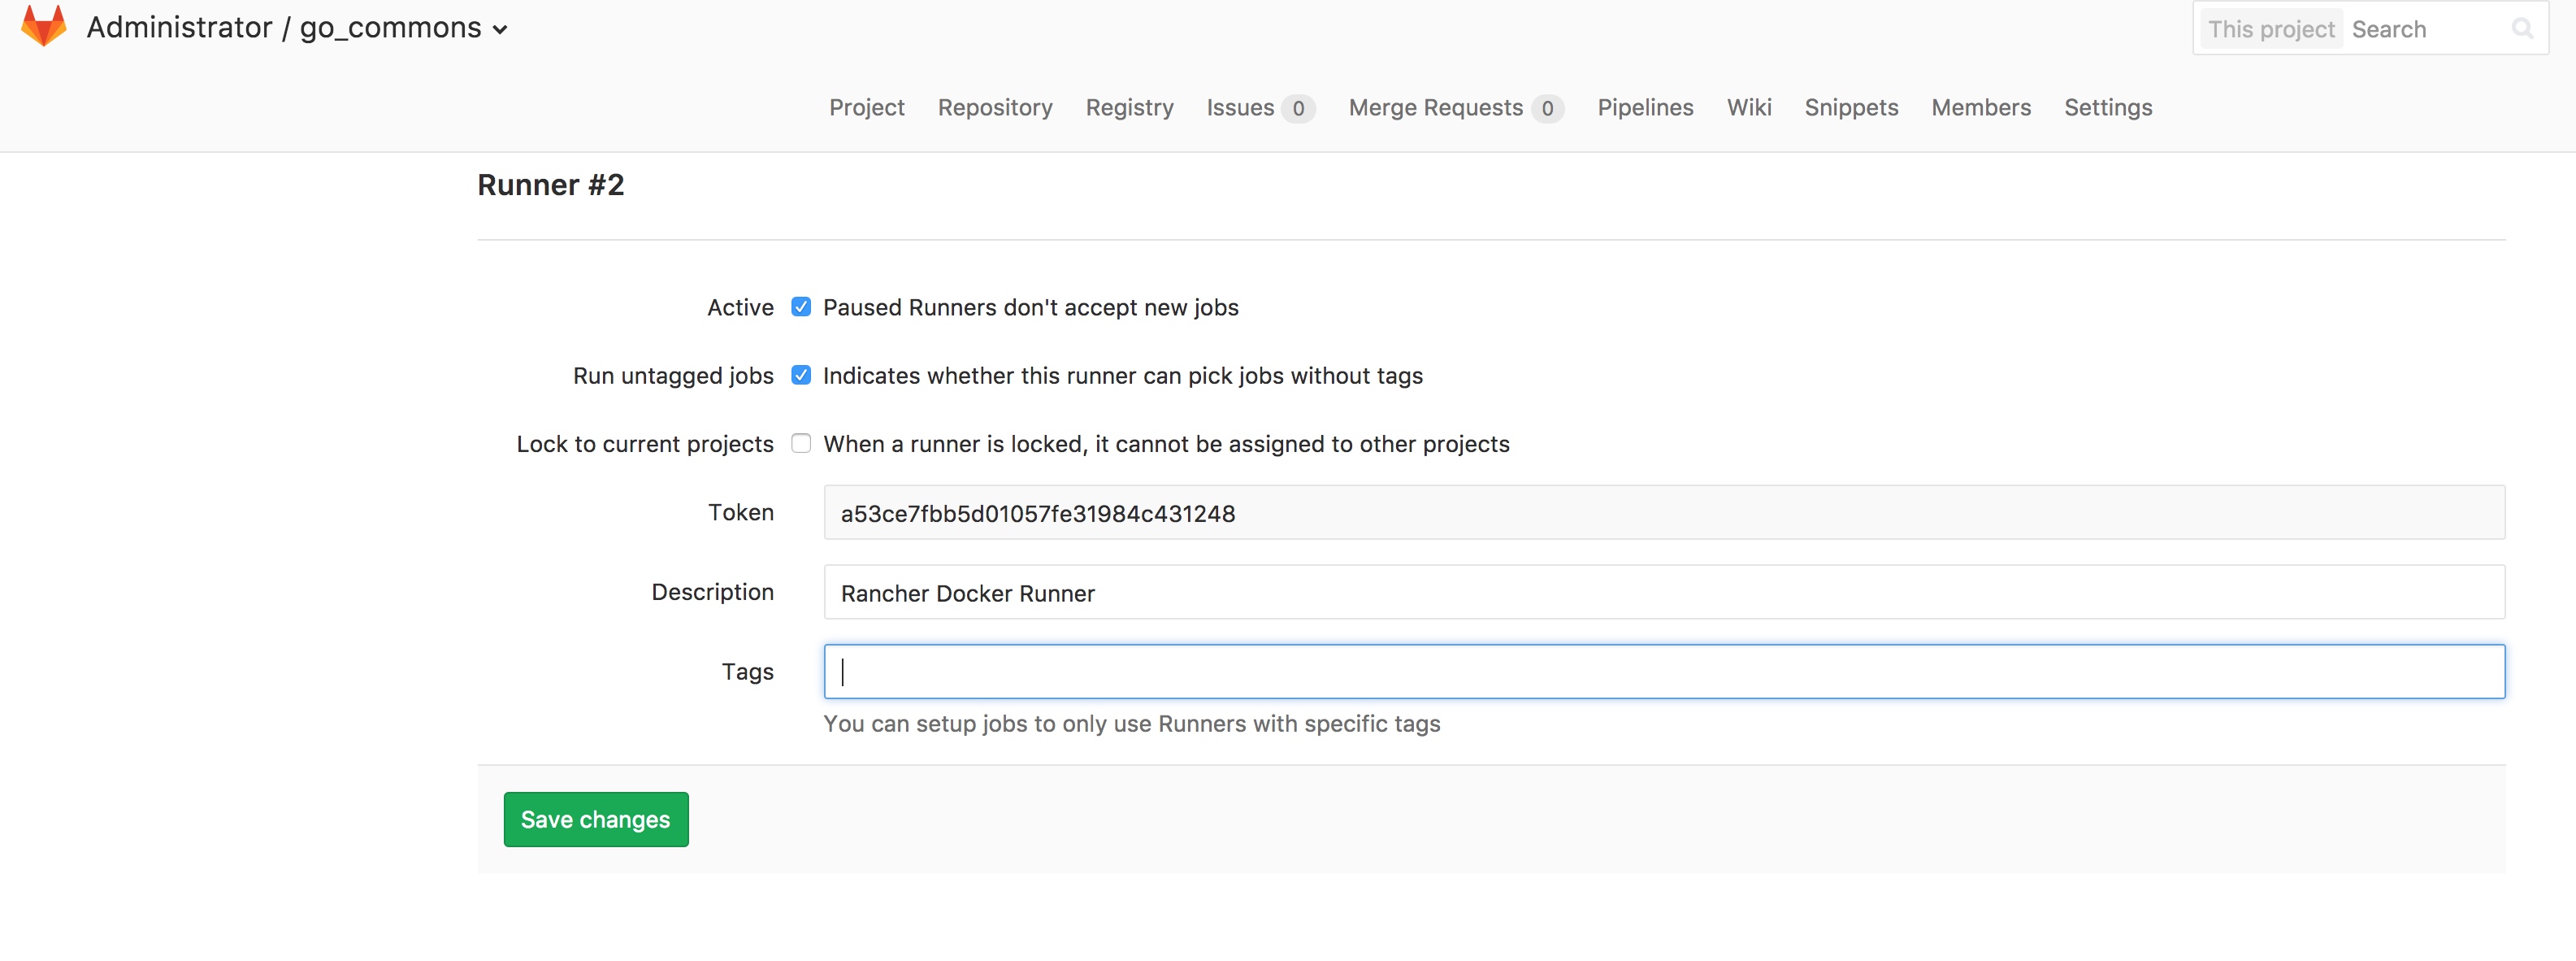 Administrator / go_commons
This project Search
Project Repository Registry Issues 0 Merge Requests 0 Pipelines Wiki Snippets Members Settings
Runner #2
Active Paused Runners don't accept new jobs
Run untagged jobs Indicates whether this runner can pick jobs without tags
Lock to current projects When a runner is locked, it cannot be assigned to other projects
Token a53ce7fbb5d01057fe31984c431248
Description Rancher Docker Runner
Tags
You can setup jobs to only use Runners with specific tags
Save changes